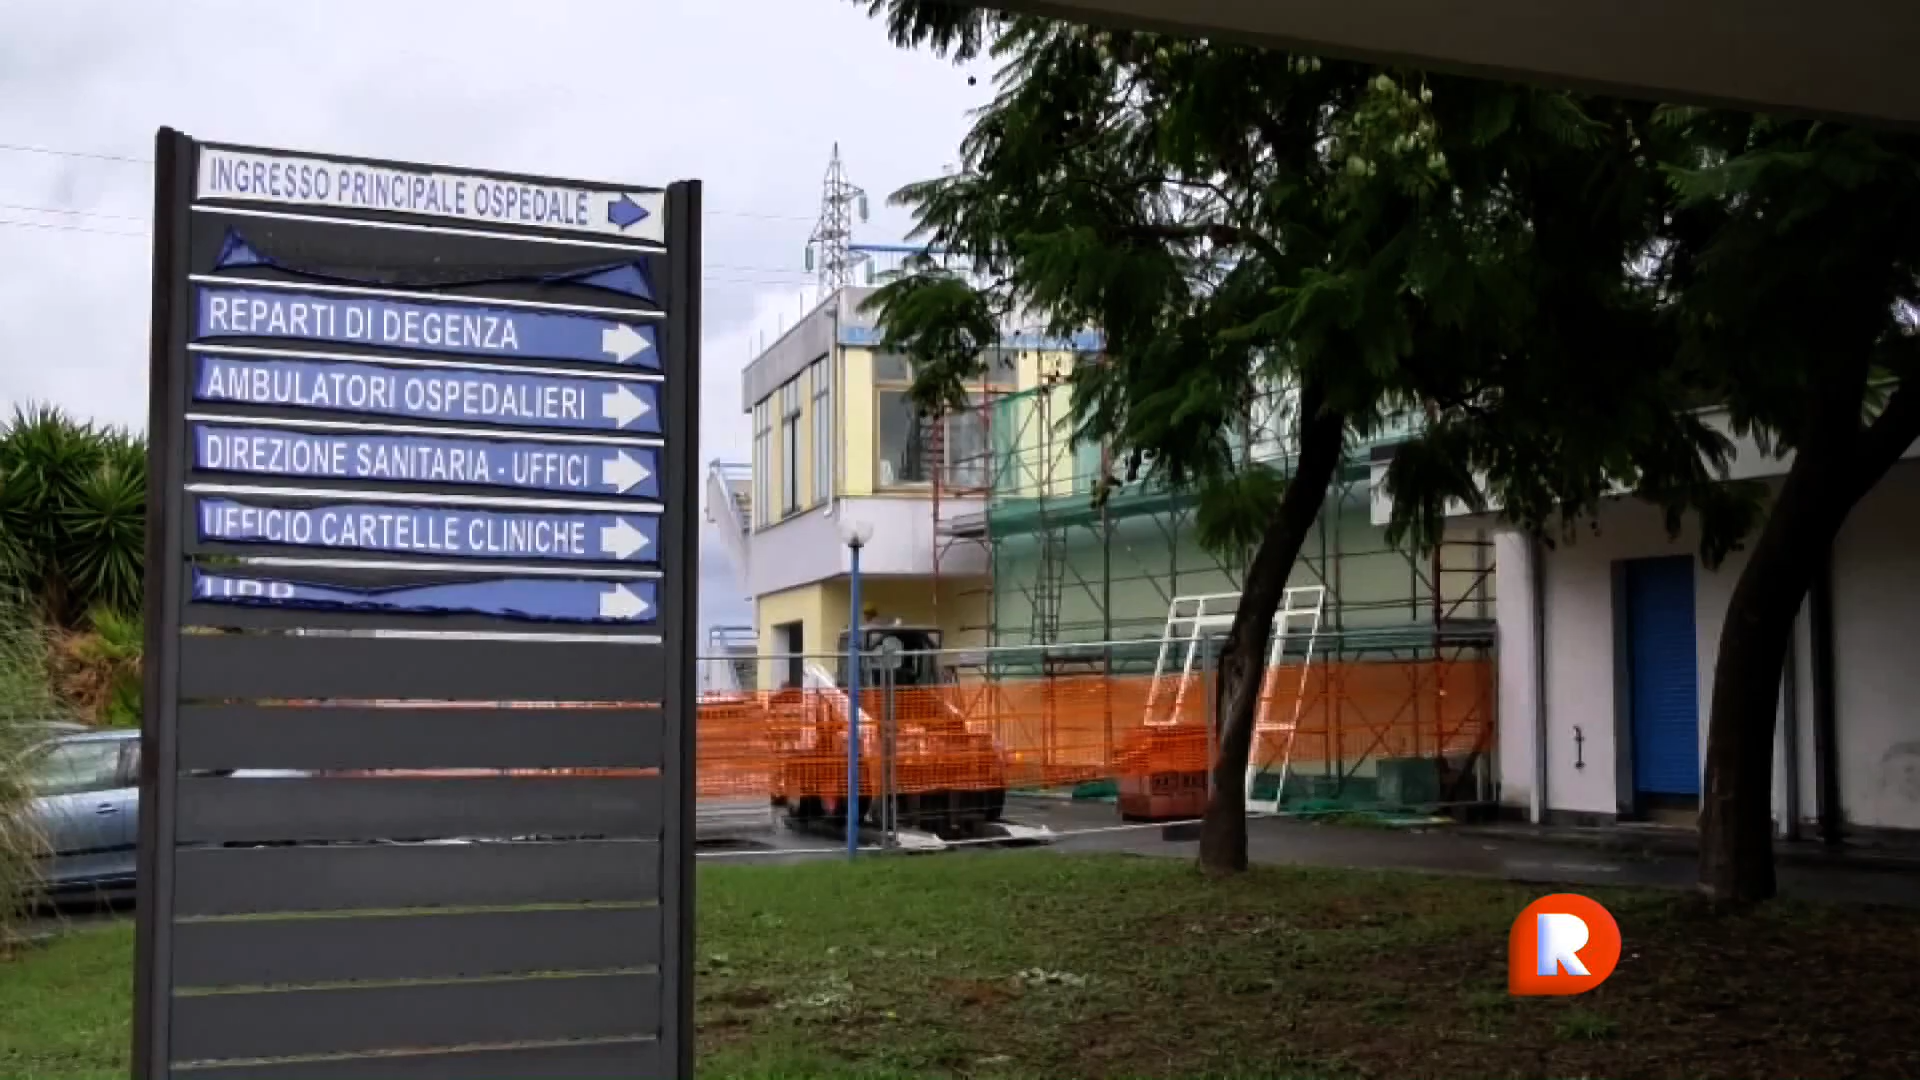 INGRESSO PRINCIPALE OSPEDALE
REPARTI DI DEGENZA
AMBULATORI OSPEDALIERI
DIREZIONE SANITARIA - UFFICI
UFFICIO CARTELLE CLINICHE
R